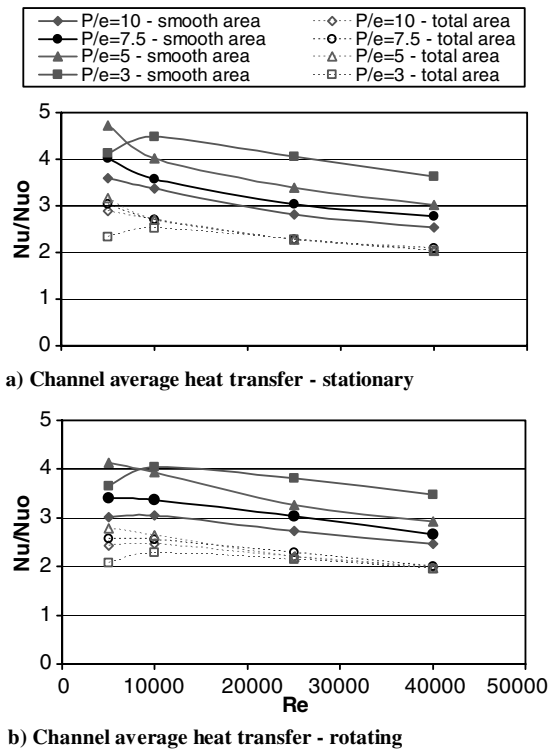 P/e=10 - smooth area P/e=10 - total area
P/e=7.5 - smooth area P/e=7.5 - total area
P/e=5 - smooth area P/e=5 - total area
P/e=3 - smooth area P/e=3 - total area
5
4
3
2
1
0
Nu/Nuo
a) Channel average heat transfer - stationary
5
4
3
2
1
0
Nu/Nuo
0 10000 20000 30000 40000 50000
Re
b) Channel average heat transfer - rotating